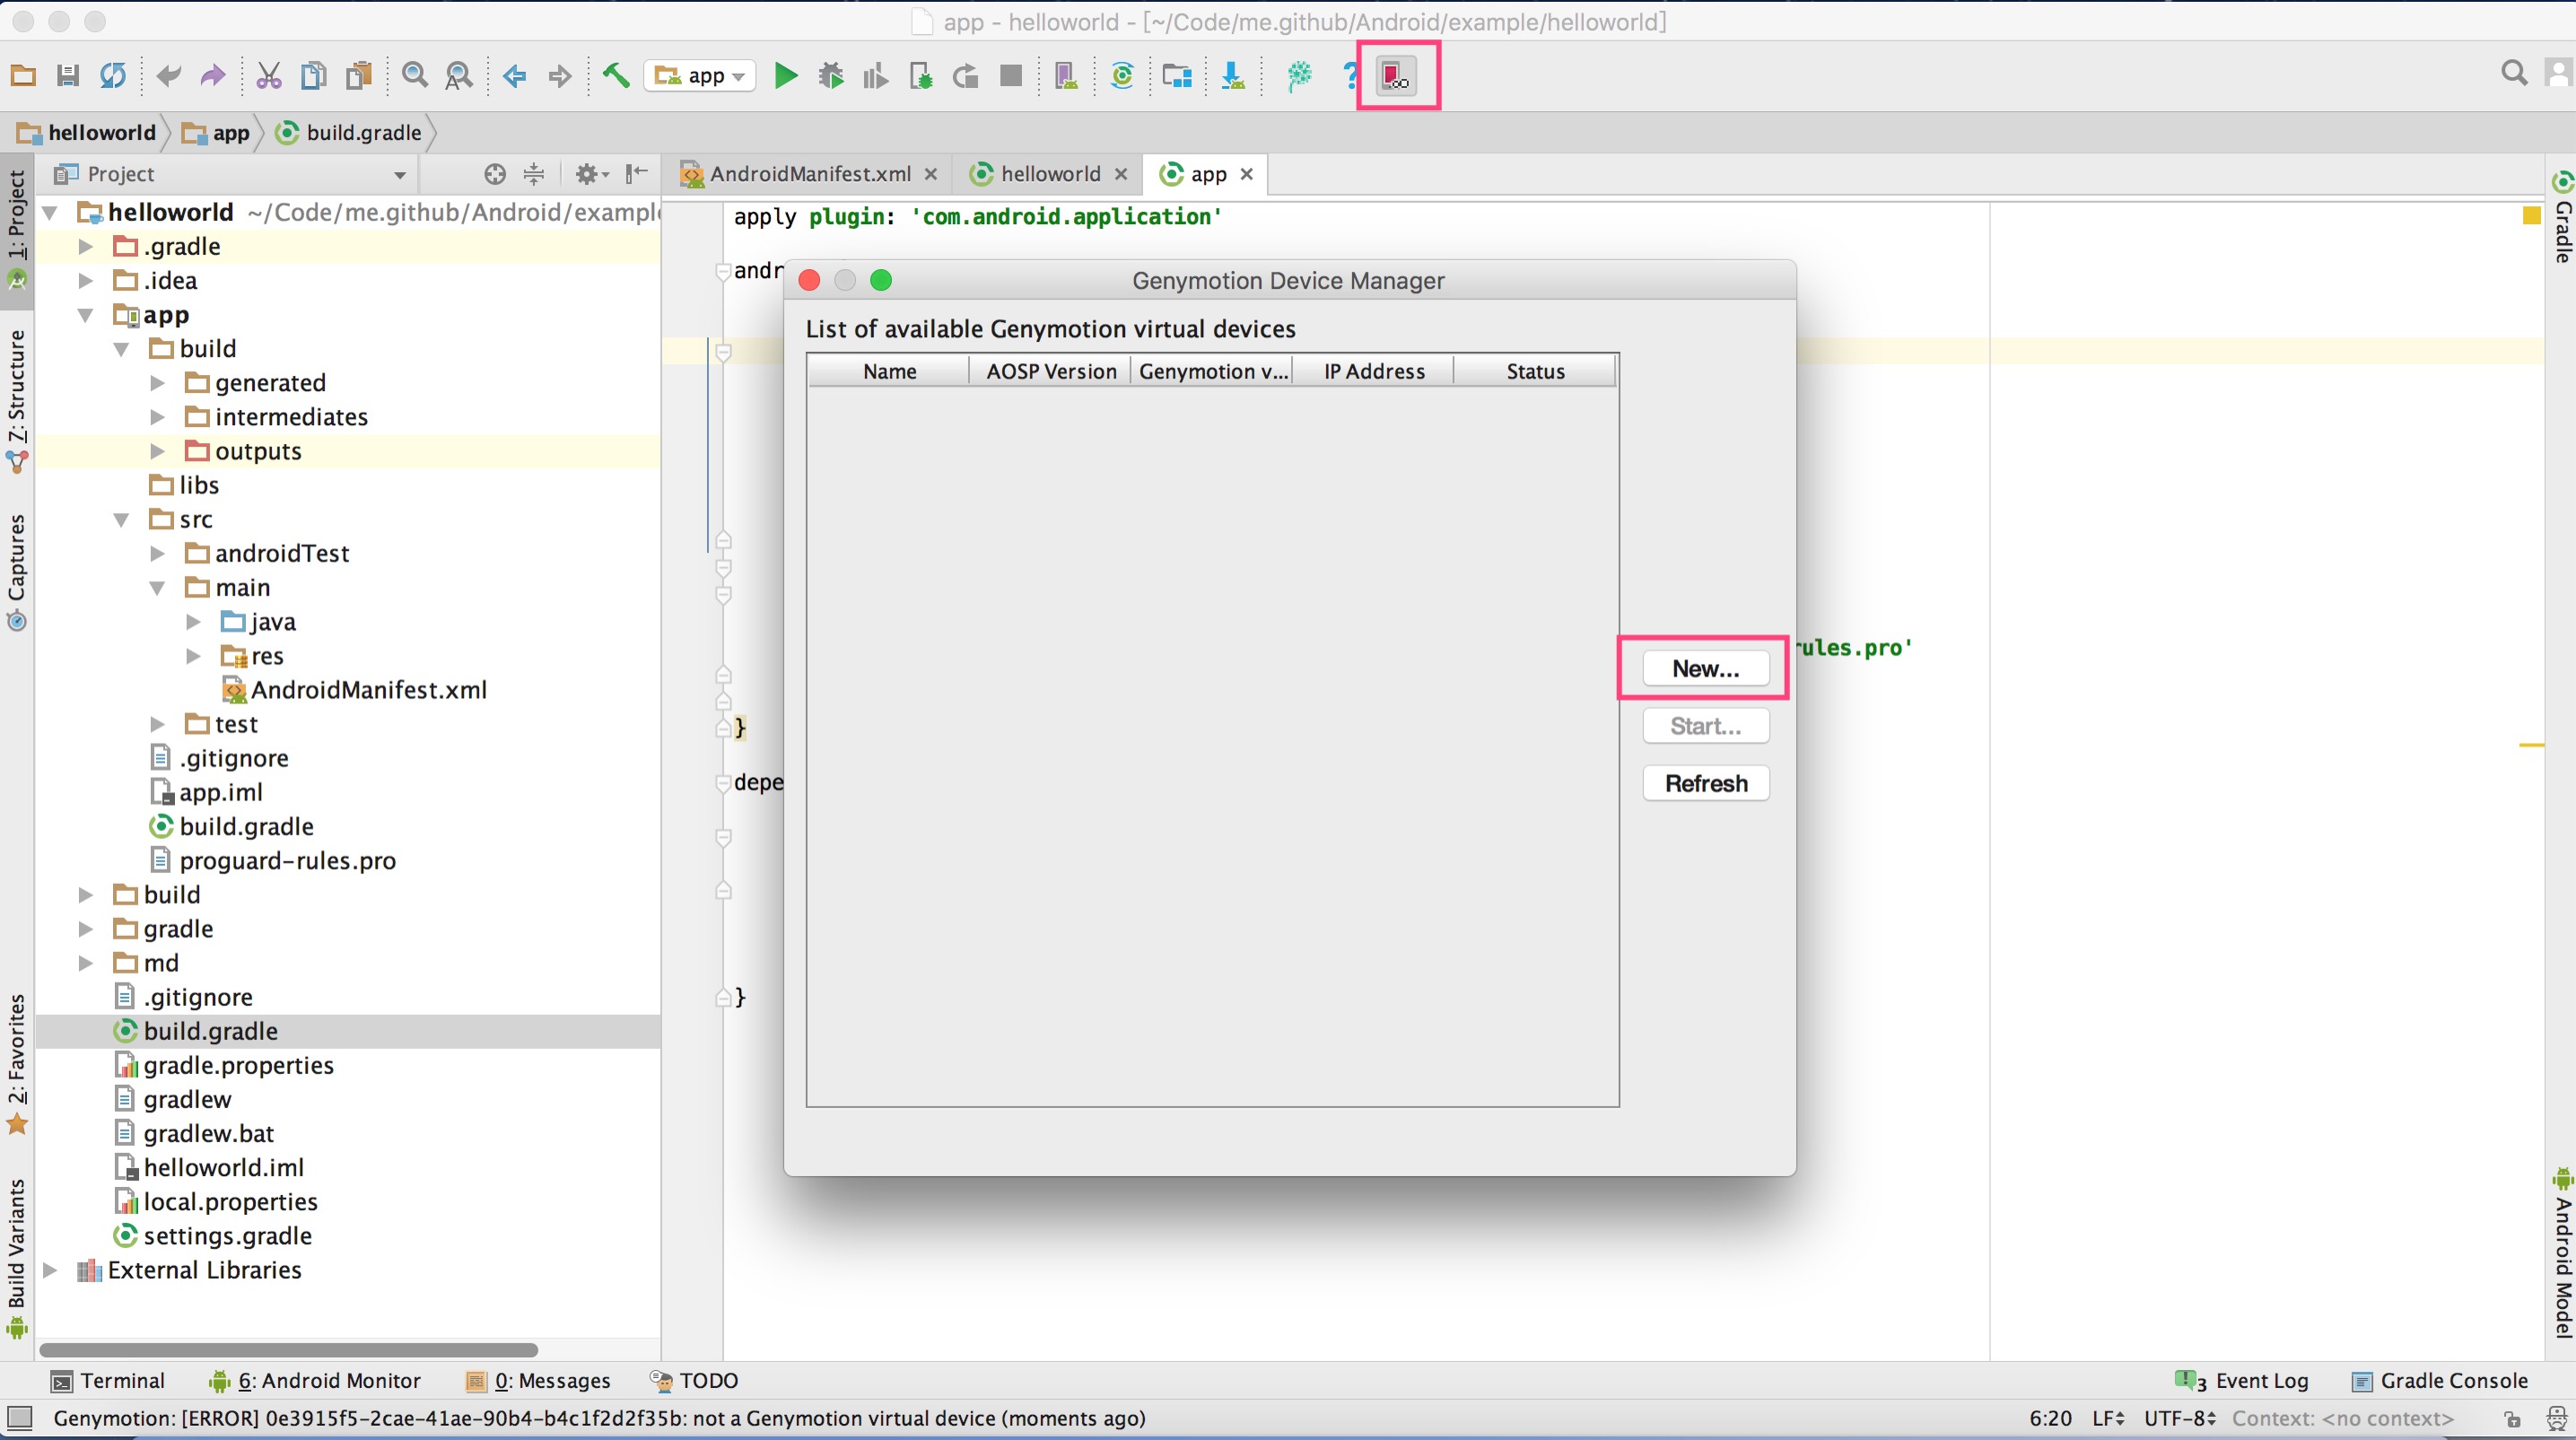 app - helloworld - [~/Code/me.github/Android/example/helloworld]
app
?
helloworld
app
build.gradle
Project
AndroidManifest.xml
helloworld
app
1: Project
Z: Structure
Captures
2: Favorites
Build Variants
helloworld ~/Code/me.github/Android/exampl
.gradle
.idea
app
build
generated
intermediates
outputs
libs
src
androidTest
main
java
res
AndroidManifest.xml
test
.gitignore
app.iml
build.gradle
proguard-rules.pro
build
gradle
md
.gitignore
build.gradle
gradle.properties
gradlew
gradlew.bat
helloworld.iml
local.properties
settings.gradle
External Libraries
apply plugin: 'com.android.application'
andr
rules.pro'
}
depe
}
Genymotion Device Manager
List of available Genymotion virtual devices
Name AOSP Version Genymotion v... IP Address Status
New...
Start...
Refresh
Gradle
Android Model
Terminal
6: Android Monitor
0: Messages
TODO
3 Event Log
Gradle Console
Genymotion: [ERROR] 0e3915f5-2cae-41ae-90b4-b4c1f2d2f35b: not a Genymotion virtual device (moments ago)
6:20 LF UTF-8 Context: <no context>